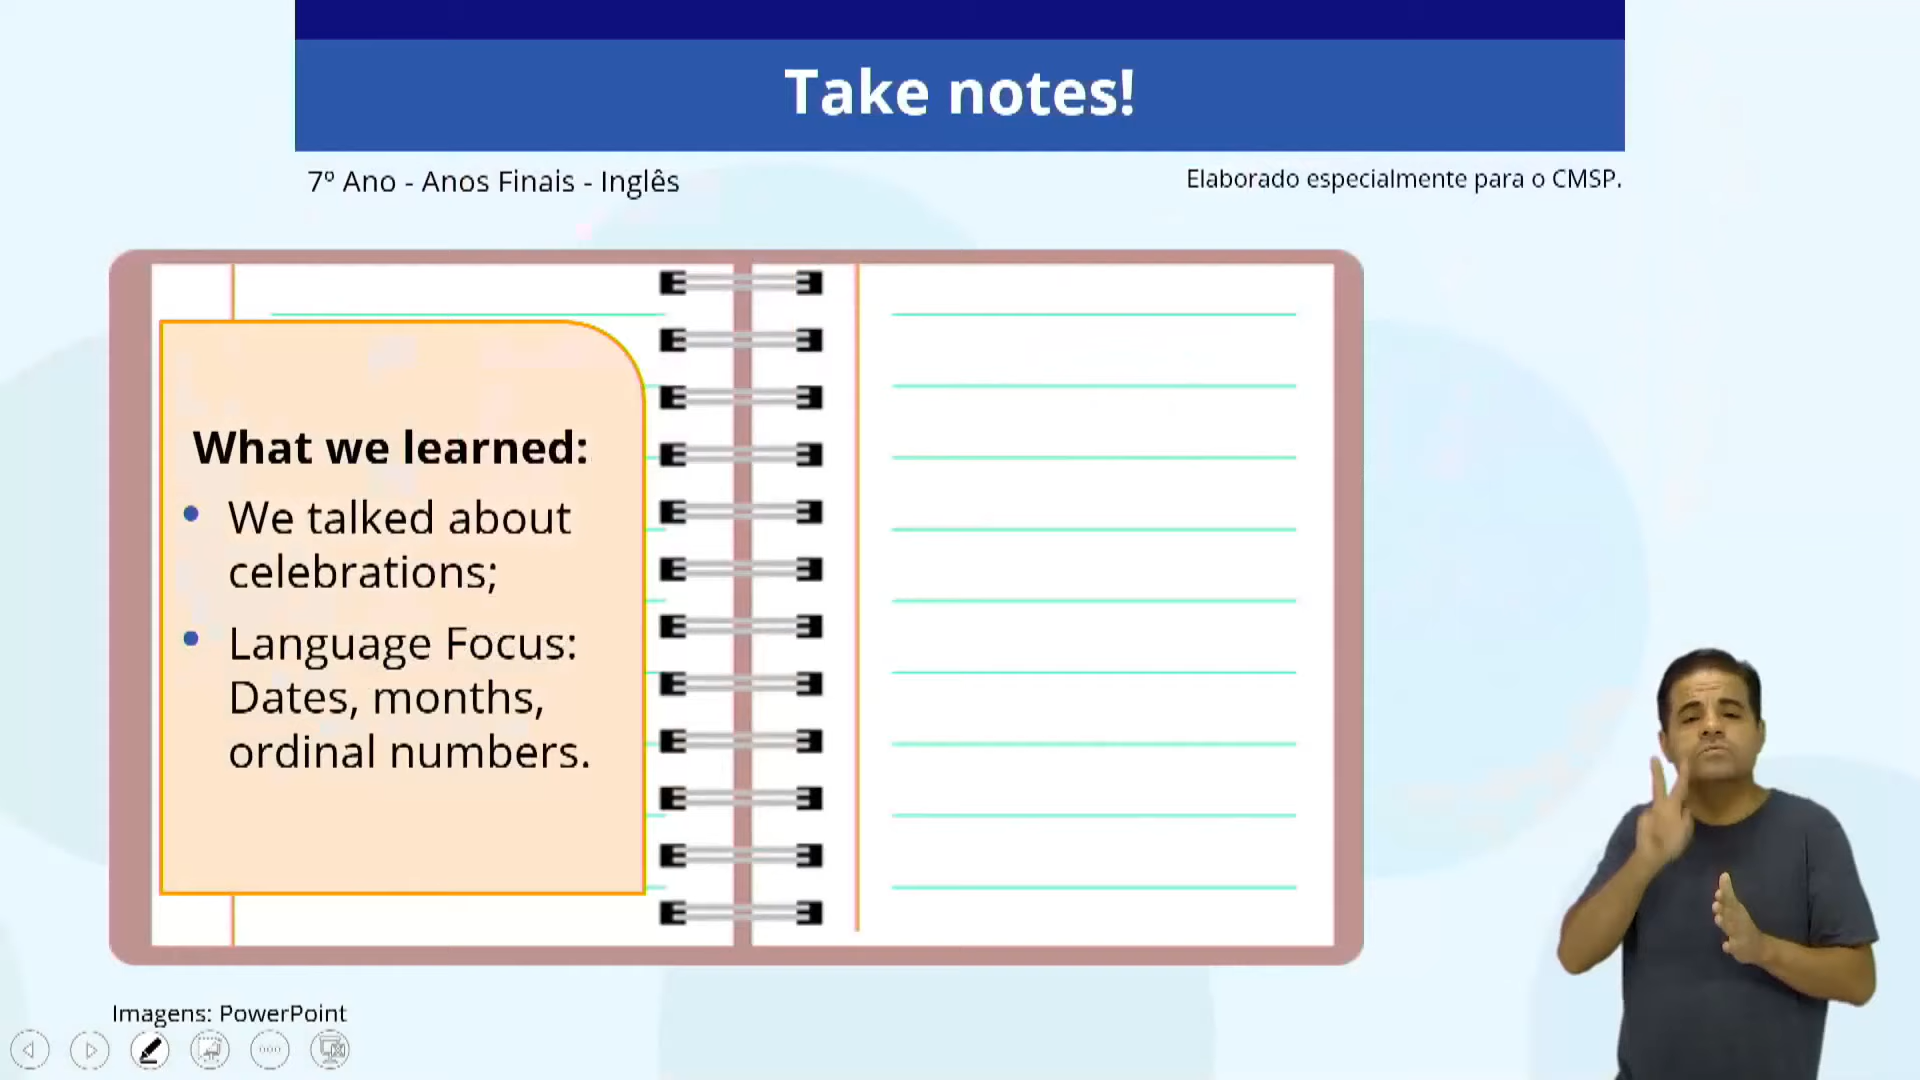 Take notes!
7º Ano - Anos Finais - Inglês
Elaborado especialmente para o CMSP.
What we learned:
• We talked about
celebrations;
• Language Focus:
Dates, months,
ordinal numbers.
Imagens: PowerPoint